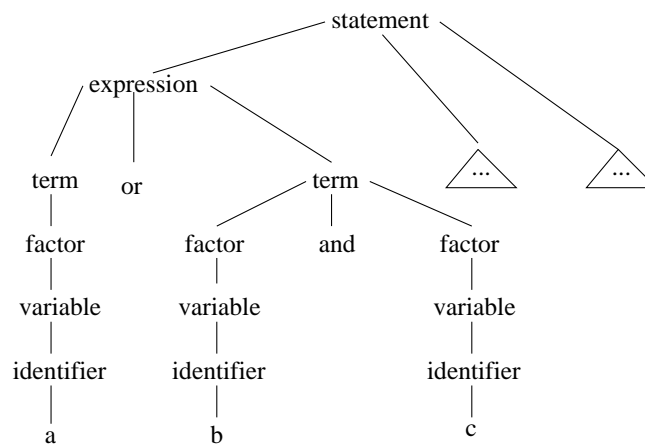 statement
expression
... ...
term or term
factor factor and factor
variable variable variable
identifier identifier identifier
a b c